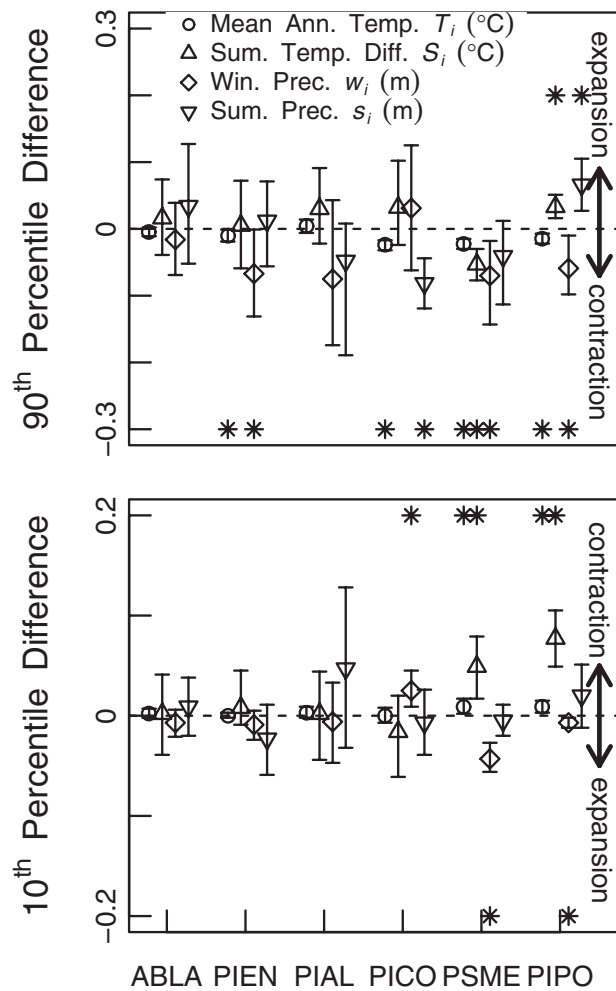 Mean Ann. Temp. Tᵢ (°C)
Sum. Temp. Diff. Sᵢ (°C)
Win. Prec. wᵢ (m)
Sum. Prec. sᵢ (m)
90th Percentile Difference
0.3
0
−0.3
expansion
contraction
10th Percentile Difference
0.2
0
−0.2
contraction
expansion
ABLA PIEN PIAL PICO PSME PIPO